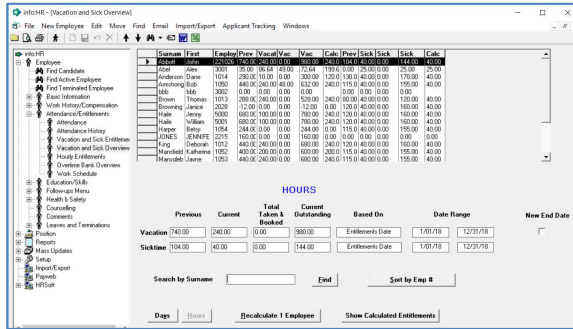 info:HR - [Vacation and Sick Overview]
File New Employee Edit Move Find Email Import/Export Applicant Tracking Windows
info:HR
Employee
Find Candidate
Find Active Employee
Find Terminated Employee
Basic Information
Work History/Compensation
Attendance/Entitlements
Attendance
Attendance History
Vacation and Sick Entitlemen
Vacation and Sick Overview
Hourly Entitlements
Overtime Bank Overview
Work Schedule
Education/Skills
Follow-ups Menu
Health & Safety
Counselling
Comments
Leaves and Terminations
Position
Reports
Mass Updates
Setup
Import/Export
Payweb
HRSoft
Surnam First Employ Prev Vacat Vac Vac Calc Prev Sick Sick Sick Calc
Abbott John 221026 740.00 240.00 0.00 980.00 240.00 104.0 40.00 0.00 144.00 40.00
Abel Alex 3001 35.00 86.64 49.00 72.64 199.6 0.00 25.00 0.00 25.00 25.00
Anderson Dane 1014 290.00 10.00 0.00 300.00 120.0 130.0 40.00 0.00 170.00 40.00
Armstrong Bob 1050 440.00 240.00 48.00 632.00 240.0 115.0 40.00 0.00 155.00 40.00
bbb bbb 3002 0.00 0.00 0.00 0.00 0.00 0.00
Brown Thomas 1013 288.00 240.00 0.00 528.00 240.0 80.00 40.00 0.00 120.00 40.00
Browning Janice 2028 -12.00 0.00 0.00 -12.00 0.00 120.0 40.00 0.00 160.00 40.00
Haile Jenny 5000 680.00 100.00 0.00 780.00 240.0 120.0 40.00 0.00 160.00 40.00
Haile William 5001 680.00 100.00 0.00 780.00 240.0 120.0 40.00 0.00 160.00 40.00
Harper Betsy 1054 244.00 0.00 0.00 244.00 0.00 115.0 40.00 0.00 155.00 40.00
JONES JENNIFE 2215 160.00 0.00 0.00 160.00 0.00 0.00 0.00 0.00 0.00
King Deborah 1012 440.00 240.00 0.00 680.00 240.0 120.0 40.00 0.00 160.00 40.00
Mansfield Katherine 1052 400.00 200.00 0.00 600.00 200.0 115.0 40.00 0.00 155.00 40.00
Mansoleb Jayne 1053 440.00 240.00 0.00 680.00 240.0 115.0 40.00 0.00 155.00 40.00
HOURS
Previous Current Total Taken & Booked Current Outstanding Based On Date Range New End Date
Vacation 740.00 240.00 0.00 980.00 Entitlements Date 1/01/18 12/31/18
Sicktime 104.00 40.00 0.00 144.00 Entitlements Date 1/01/18 12/31/18
Search by Surname Find Sort by Emp #
Days Hours Recalculate 1 Employee Show Calculated Entitlements